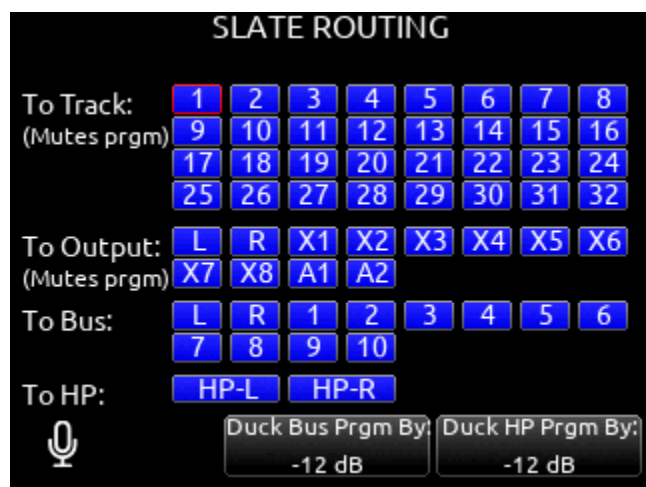 SLATE ROUTING
To Track: 1 2 3 4 5 6 7 8
(Mutes prgm) 9 10 11 12 13 14 15 16
17 18 19 20 21 22 23 24
25 26 27 28 29 30 31 32
To Output: L R X1 X2 X3 X4 X5 X6
(Mutes prgm) X7 X8 A1 A2
To Bus: L R 1 2 3 4 5 6
7 8 9 10
To HP: HP-L HP-R
Duck Bus Prgm By: Duck HP Prgm By:
-12 dB -12 dB